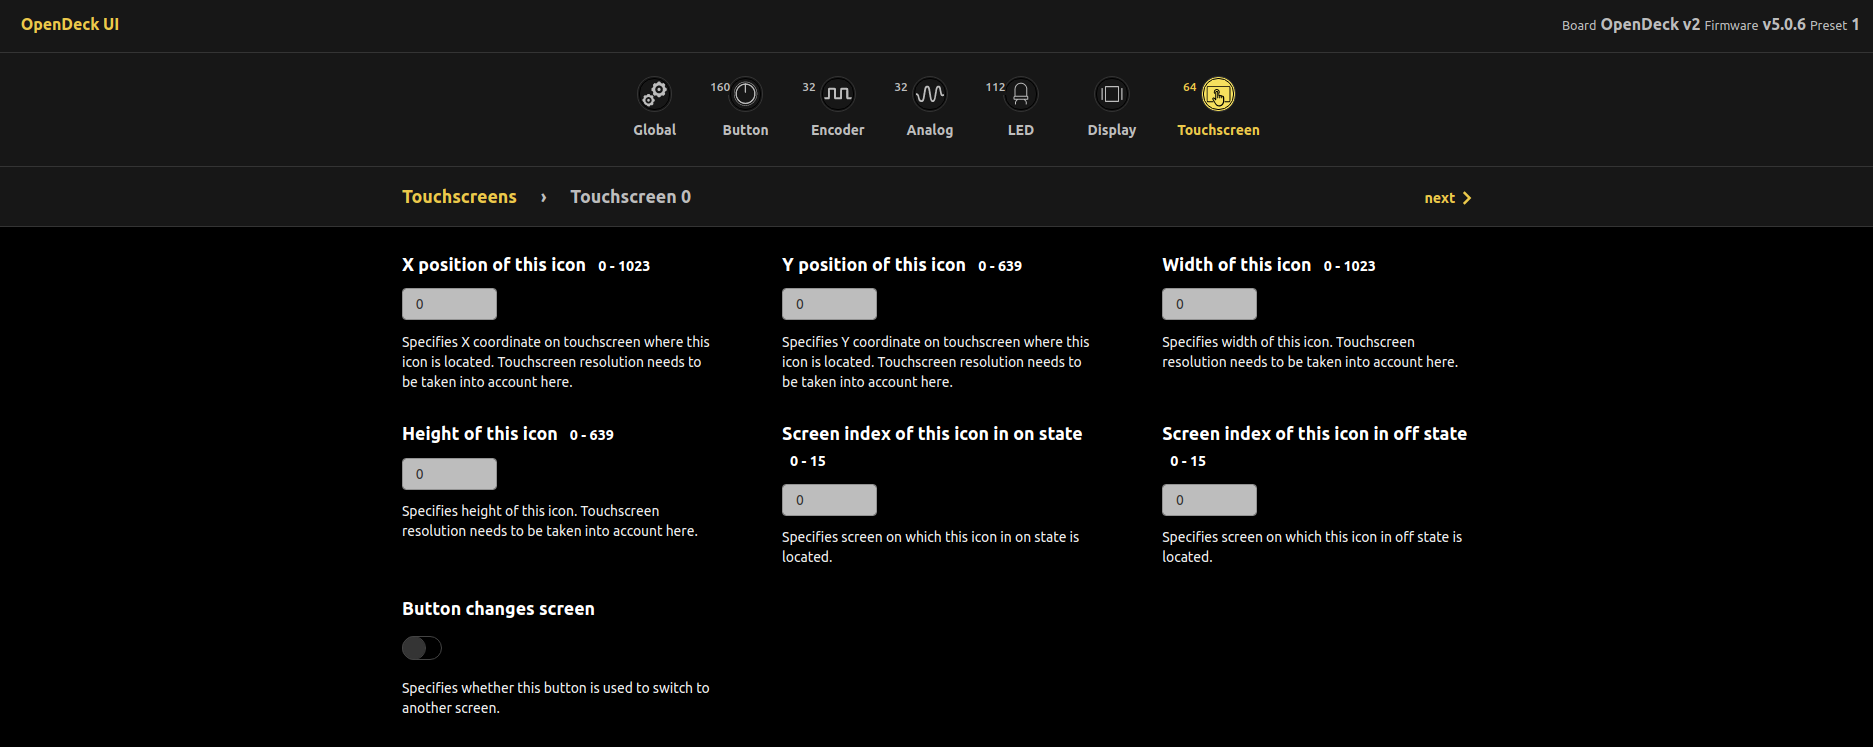 OpenDeck UI
Board OpenDeck v2 Firmware v5.0.6 Preset 1
160 32 32 112 64
Global Button Encoder Analog LED Display Touchscreen
Touchscreens › Touchscreen 0 next
X position of this icon 0 - 1023
0
Specifies X coordinate on touchscreen where this
icon is located. Touchscreen resolution needs to
be taken into account here.
Y position of this icon 0 - 639
0
Specifies Y coordinate on touchscreen where this
icon is located. Touchscreen resolution needs to
be taken into account here.
Width of this icon 0 - 1023
0
Specifies width of this icon. Touchscreen
resolution needs to be taken into account here.
Height of this icon 0 - 639
0
Specifies height of this icon. Touchscreen
resolution needs to be taken into account here.
Screen index of this icon in on state
0 - 15
0
Specifies screen on which this icon in on state is
located.
Screen index of this icon in off state
0 - 15
0
Specifies screen on which this icon in off state is
located.
Button changes screen
Specifies whether this button is used to switch to
another screen.